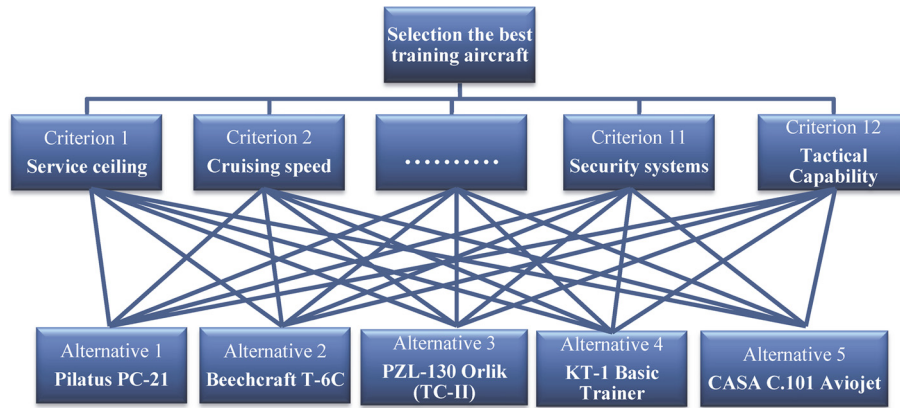 Selection the best
training aircraft
Criterion 1
Service ceiling
Criterion 2
Cruising speed
..........
Criterion 11
Security systems
Criterion 12
Tactical
Capability
Alternative 1
Pilatus PC-21
Alternative 2
Beechcraft T-6C
Alternative 3
PZL-130 Orlik
(TC-II)
Alternative 4
KT-1 Basic
Trainer
Alternative 5
CASA C.101 Aviojet